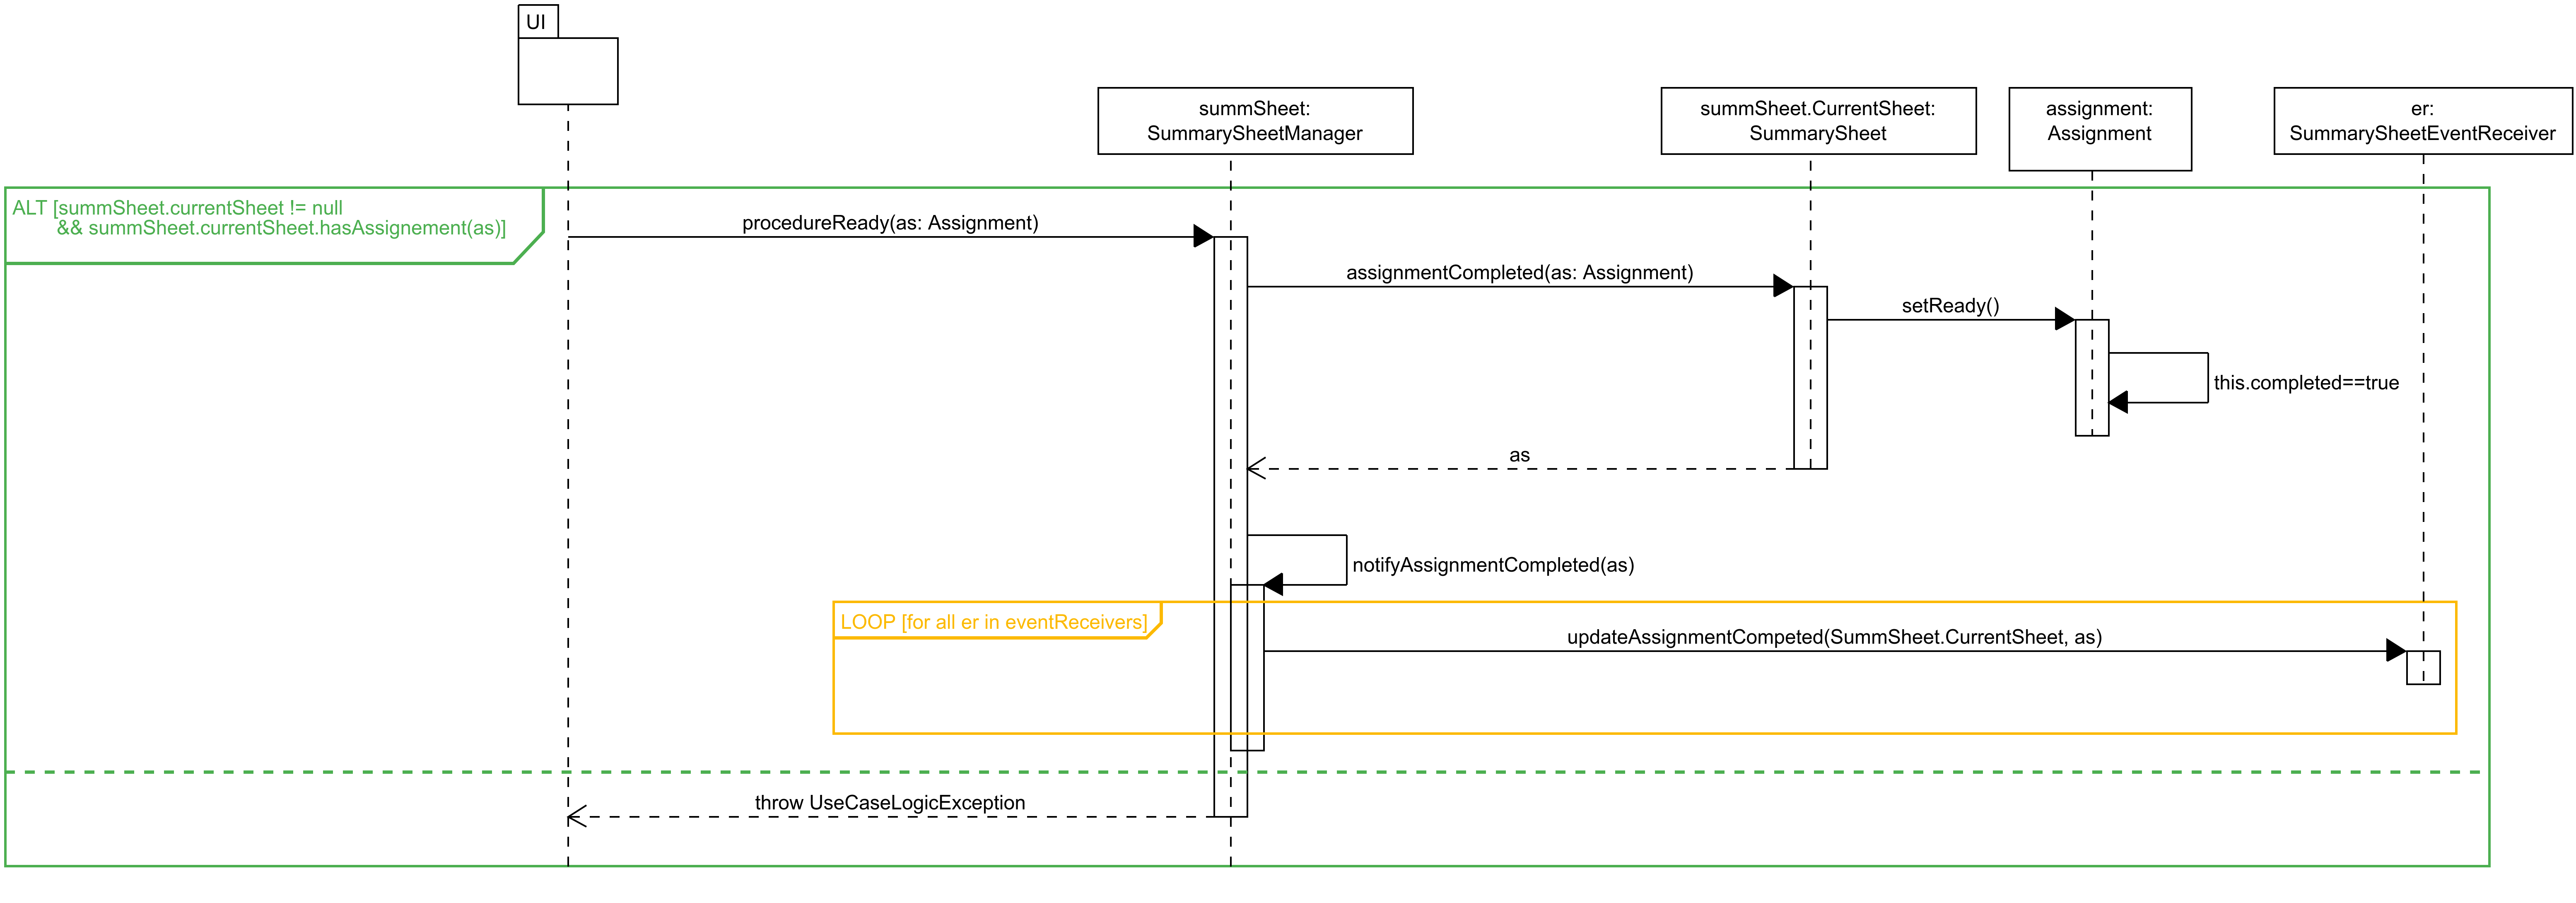 UI
summSheet:
SummarySheetManager
summSheet.CurrentSheet:
SummarySheet
assignment:
Assignment
er:
SummarySheetEventReceiver
ALT [summSheet.currentSheet != null
&& summSheet.currentSheet.hasAssignement(as)]
procedureReady(as: Assignment)
assignmentCompleted(as: Assignment)
setReady()
this.completed==true
as
notifyAssignmentCompleted(as)
LOOP [for all er in eventReceivers]
updateAssignmentCompeted(SummSheet.CurrentSheet, as)
throw UseCaseLogicException